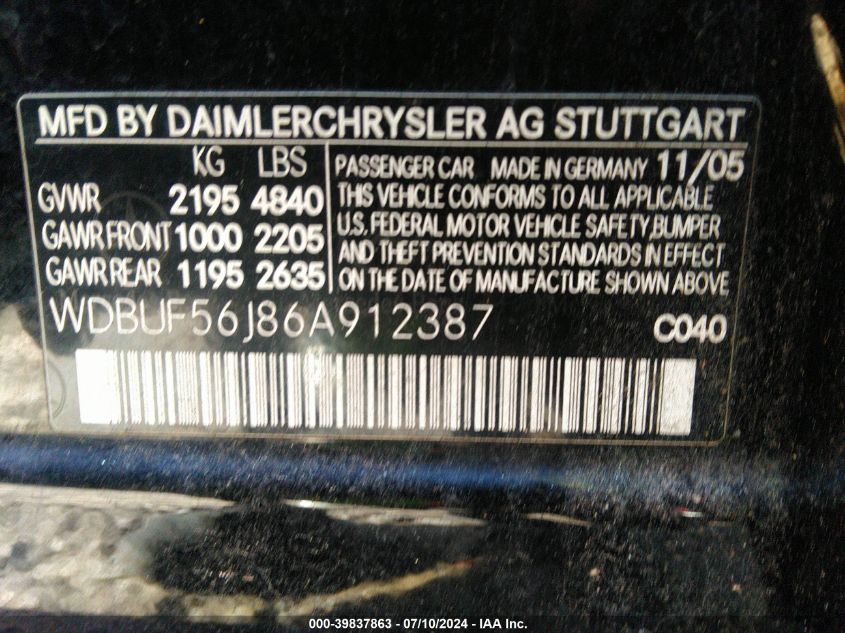 MFD BY DAIMLERCHRYSLER AG STUTTGART
KG LBS
GVWR 2195 4840
GAWR FRONT 1000 2205
GAWR REAR 1195 2635
PASSENGER CAR MADE IN GERMANY 11/05
THIS VEHICLE CONFORMS TO ALL APPLICABLE
U.S. FEDERAL MOTOR VEHICLE SAFETY, BUMPER
AND THEFT PREVENTION STANDARDS IN EFFECT
ON THE DATE OF MANUFACTURE SHOWN ABOVE
WDBUF56J86A912387 C040
000-39837863 - 07/10/2024 - IAA Inc.